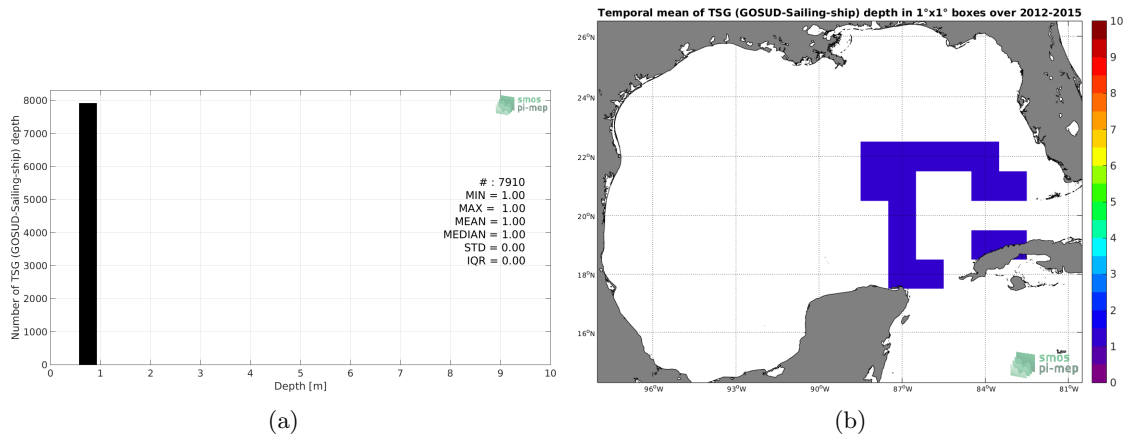 Number of TSG (GOSUD-Sailing-ship) depth
8000
7000
6000
5000
4000
3000
2000
1000
0
0 1 2 3 4 5 6 7 8 9 10
Depth [m]
smos
pi-mep
# : 7910
MIN = 1.00
MAX = 1.00
MEAN = 1.00
MEDIAN = 1.00
STD = 0.00
IQR = 0.00
(a)
Temporal mean of TSG (GOSUD-Sailing-ship) depth in 1°x1° boxes over 2012-2015
26°N
24°N
22°N
20°N
18°N
16°N
96°W 93°W 90°W 87°W 84°W 81°W
smos
pi-mep
10
9
8
7
6
5
4
3
2
1
0
(b)